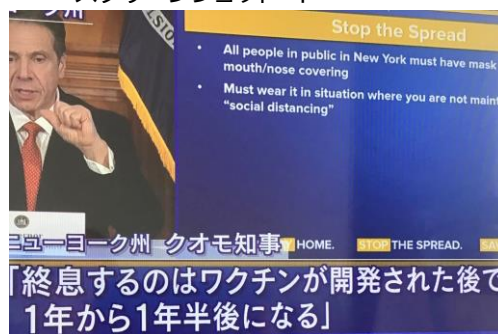 Stop the Spread
• All people in public in New York must have mask
mouth/nose covering
• Must wear it in situation where you are not main
"social distancing"
ニューヨーク州 クオモ知事
HOME. STOP THE SPREAD. SA
「終息するのはワクチンが開発された後で
1年から1年半後になる」